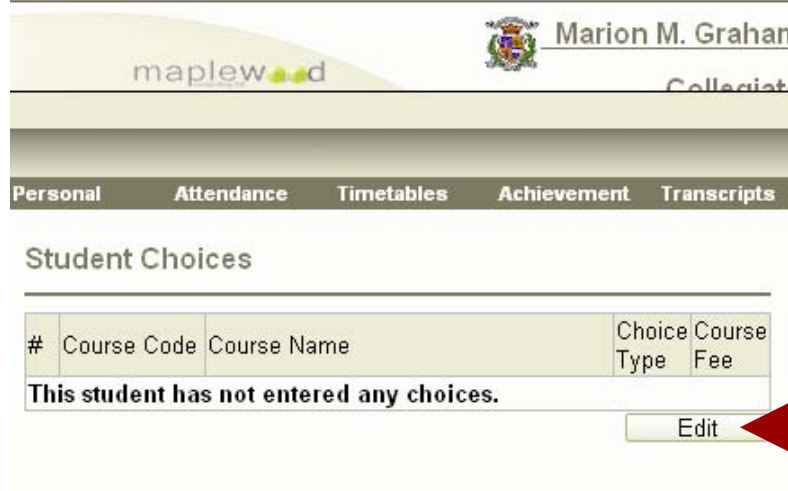 Marion M. Graham
maplewood
Collegiat
Personal Attendance Timetables Achievement Transcripts
Student Choices
# Course Code Course Name Choice Type Course Fee
This student has not entered any choices.
Edit